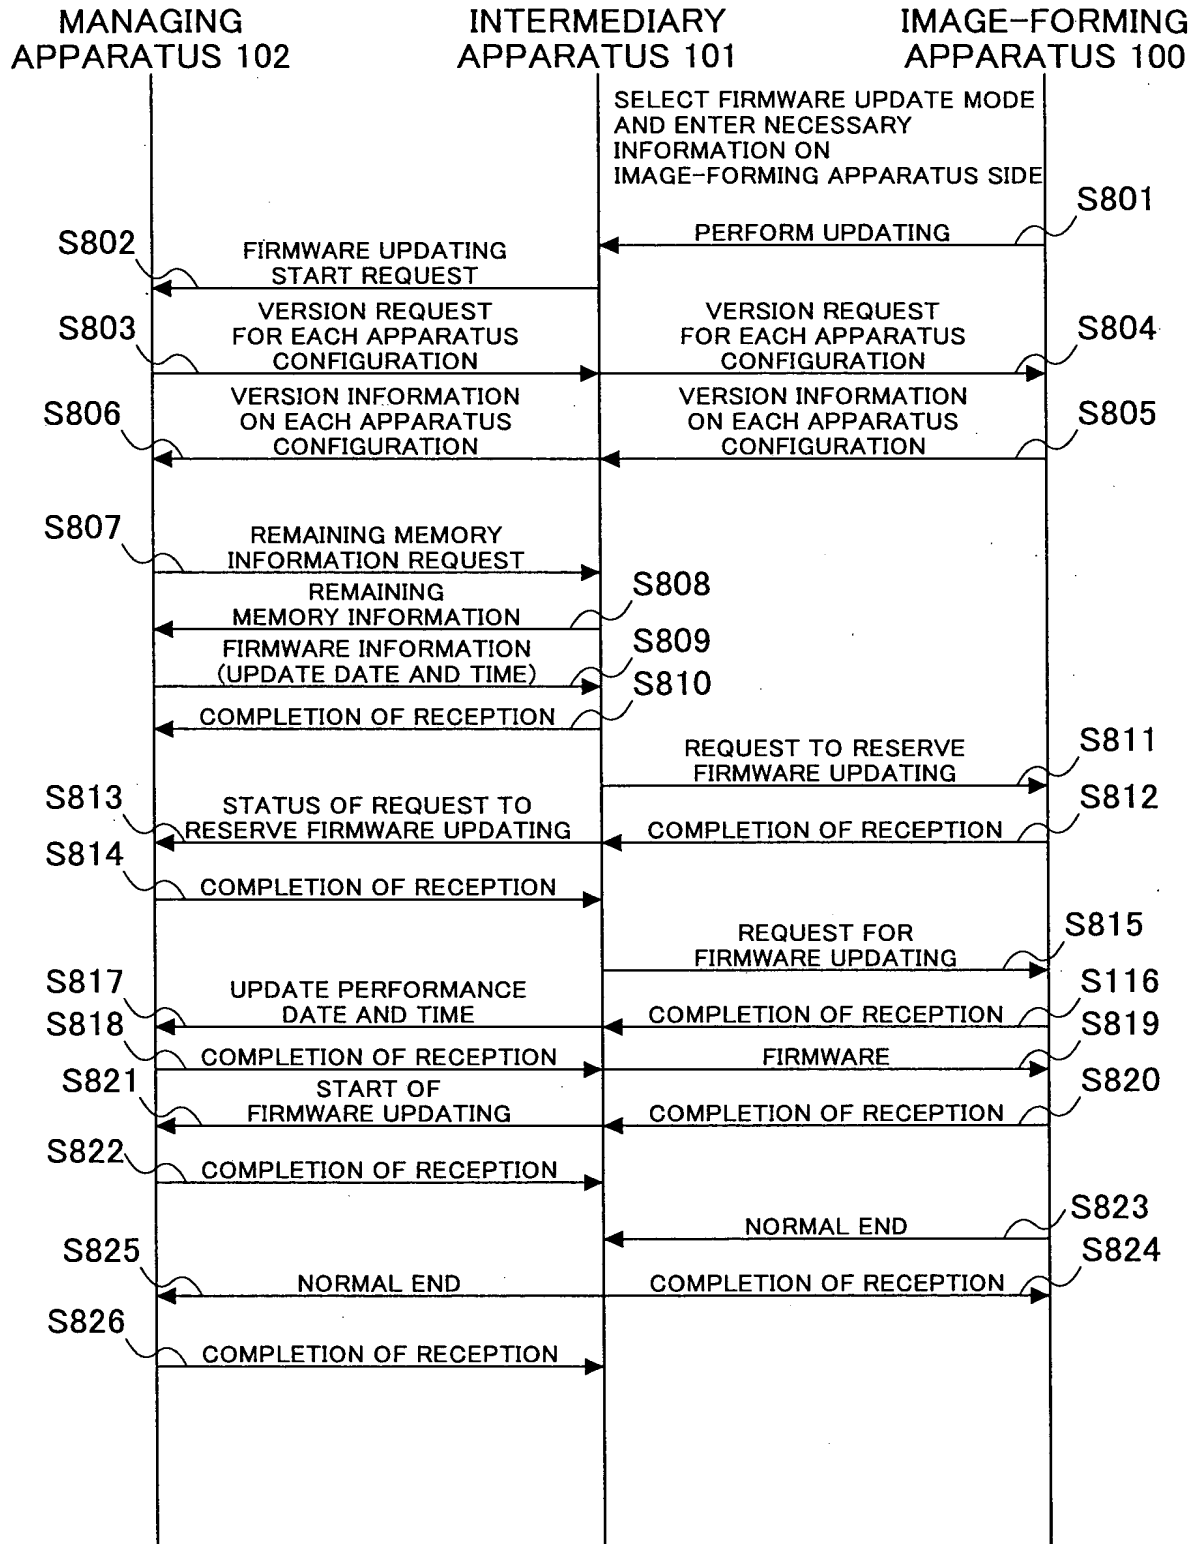 MANAGING
APPARATUS 102
INTERMEDIARY
APPARATUS 101
IMAGE-FORMING
APPARATUS 100
SELECT FIRMWARE UPDATE MODE
AND ENTER NECESSARY
INFORMATION ON
IMAGE-FORMING APPARATUS SIDE
S801
PERFORM UPDATING
S802
FIRMWARE UPDATING
START REQUEST
S803
VERSION REQUEST
FOR EACH APPARATUS
CONFIGURATION
VERSION REQUEST
FOR EACH APPARATUS
CONFIGURATION
S804
S806
VERSION INFORMATION
ON EACH APPARATUS
CONFIGURATION
VERSION INFORMATION
ON EACH APPARATUS
CONFIGURATION
S805
S807
REMAINING MEMORY
INFORMATION REQUEST
REMAINING
MEMORY INFORMATION
S808
FIRMWARE INFORMATION
(UPDATE DATE AND TIME)
S809
COMPLETION OF RECEPTION
S810
REQUEST TO RESERVE
FIRMWARE UPDATING
S811
S813
STATUS OF REQUEST TO
RESERVE FIRMWARE UPDATING
COMPLETION OF RECEPTION
S812
S814
COMPLETION OF RECEPTION
REQUEST FOR
FIRMWARE UPDATING
S815
S817
UPDATE PERFORMANCE
DATE AND TIME
COMPLETION OF RECEPTION
S116
S818
COMPLETION OF RECEPTION
FIRMWARE
S819
S821
START OF
FIRMWARE UPDATING
COMPLETION OF RECEPTION
S820
S822
COMPLETION OF RECEPTION
NORMAL END
S823
S825
NORMAL END
COMPLETION OF RECEPTION
S824
S826
COMPLETION OF RECEPTION